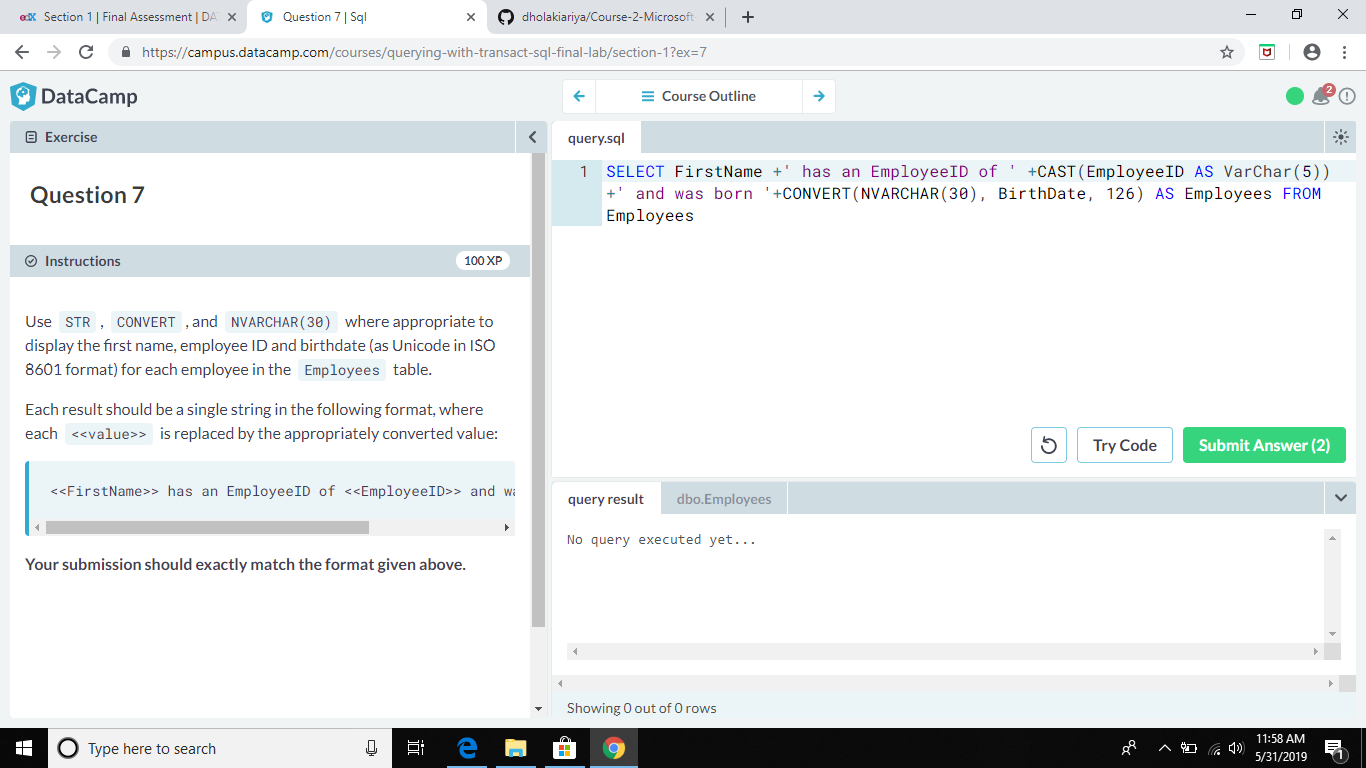 edX Section 1 | Final Assessment | DA
Question 7 | Sql
dholakiariya/Course-2-Microsoft-
https://campus.datacamp.com/courses/querying-with-transact-sql-final-lab/section-1?ex=7
DataCamp
Course Outline
2
Exercise
Question 7
Instructions
100 XP
Use STR , CONVERT , and NVARCHAR(30) where appropriate to
display the first name, employee ID and birthdate (as Unicode in ISO
8601 format) for each employee in the Employees table.
Each result should be a single string in the following format, where
each <<value>> is replaced by the appropriately converted value:
<<FirstName>> has an EmployeeID of <<EmployeeID>> and wa
Your submission should exactly match the format given above.
query.sql
1 SELECT FirstName +' has an EmployeeID of ' +CAST(EmployeeID AS VarChar(5))
+' and was born '+CONVERT(NVARCHAR(30), BirthDate, 126) AS Employees FROM
Employees
Try Code
Submit Answer (2)
query result
dbo.Employees
No query executed yet...
Showing 0 out of 0 rows
Type here to search
11:58 AM
5/31/2019
1